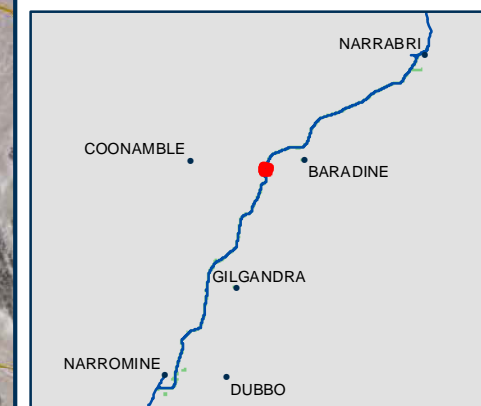 NARRABRI
COONAMBLE
BARADINE
GILGANDRA
NARROMINE
DUBBO